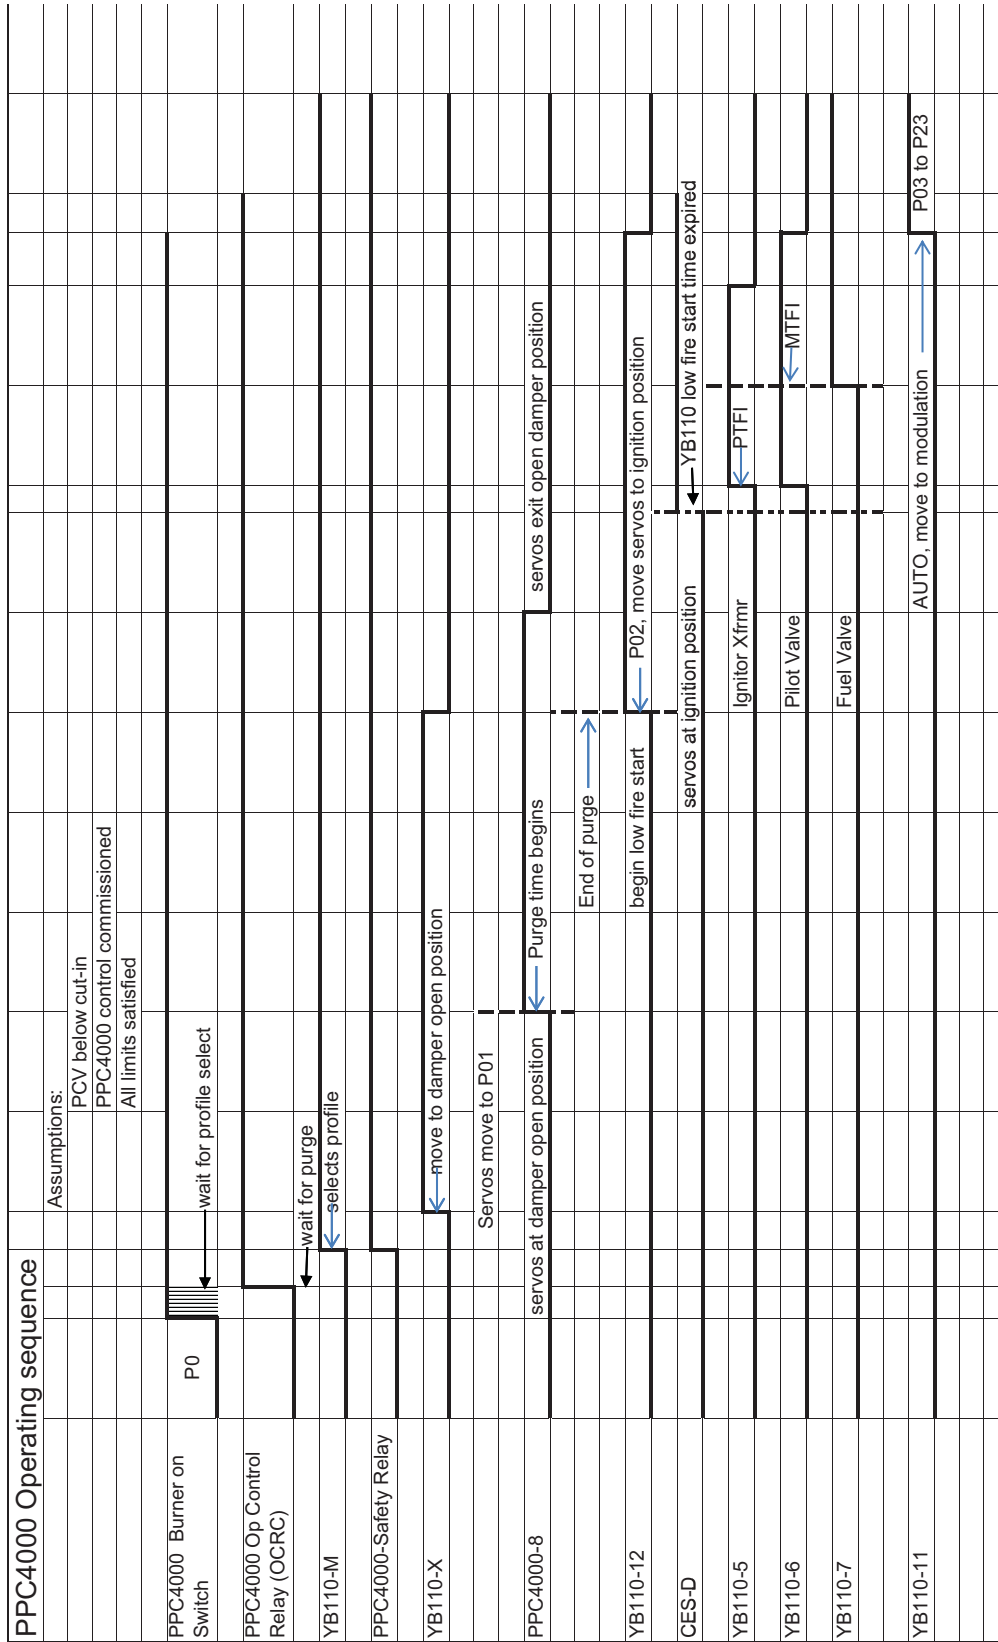 PPC4000 Operating sequence
Assumptions:
PCV below cut-in
PPC4000 control commissioned
All limits satisfied
PPC4000 Burner on
Switch
P0
wait for profile select
PPC4000 Op Control
Relay (OCRC)
wait for purge
YB110-M
selects profile
PPC4000-Safety Relay
YB110-X
move to damper open position
Servos move to P01
PPC4000-8
servos at damper open position
Purge time begins
servos exit open damper position
End of purge
YB110-12
begin low fire start
P02, move servos to ignition position
CES-D
servos at ignition position
YB110 low fire start time expired
YB110-5
Ignitor Xfrmr
PTFI
YB110-6
Pilot Valve
MTFI
YB110-7
Fuel Valve
YB110-11
AUTO, move to modulation
P03 to P23